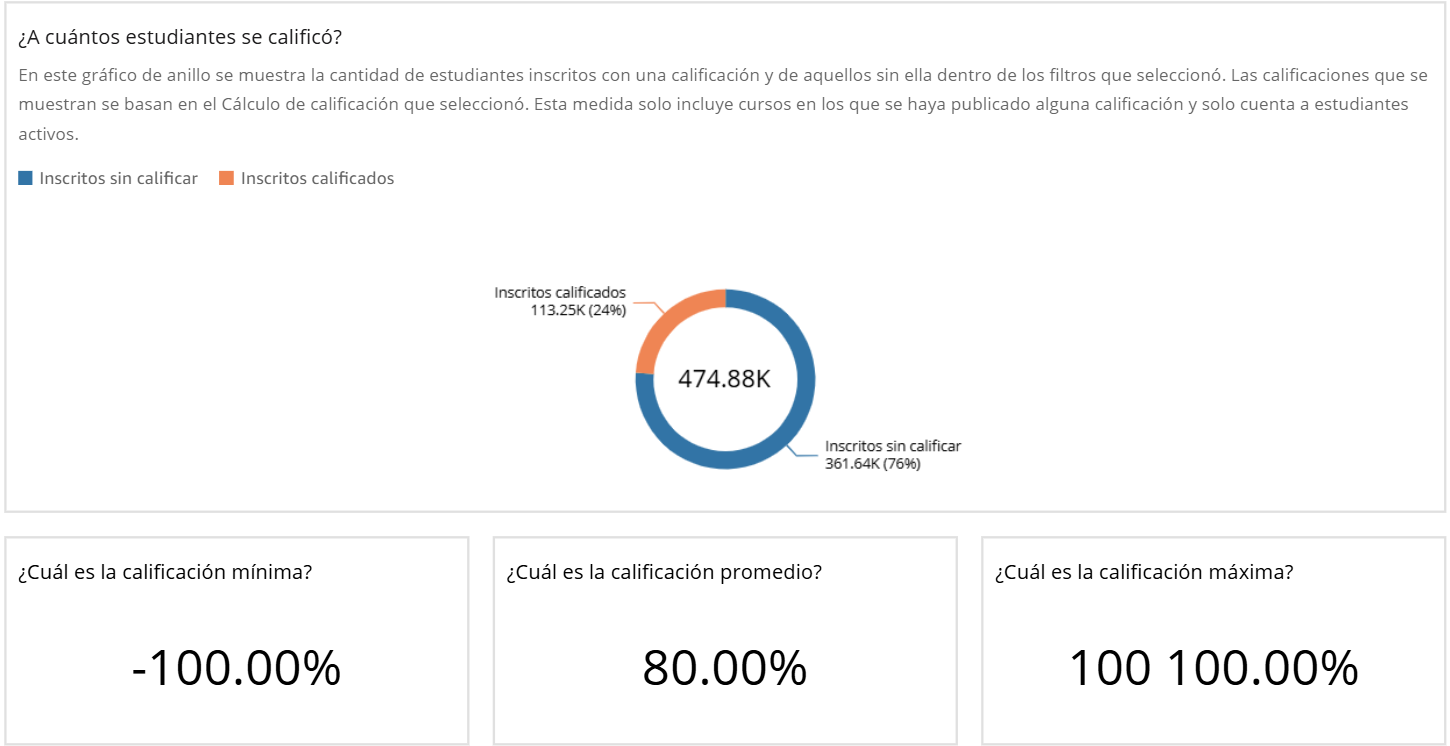 ¿A cuántos estudiantes se calificó?
En este gráfico de anillo se muestra la cantidad de estudiantes inscritos con una calificación y de aquellos sin ella dentro de los filtros que seleccionó. Las calificaciones que se
muestran se basan en el Cálculo de calificación que seleccionó. Esta medida solo incluye cursos en los que se haya publicado alguna calificación y solo cuenta a estudiantes
activos.
Inscritos sin calificar Inscritos calificados
Inscritos calificados
113.25K (24%)
474.88K
Inscritos sin calificar
361.64K (76%)
¿Cuál es la calificación mínima?
-100.00%
¿Cuál es la calificación promedio?
80.00%
¿Cuál es la calificación máxima?
100 100.00%